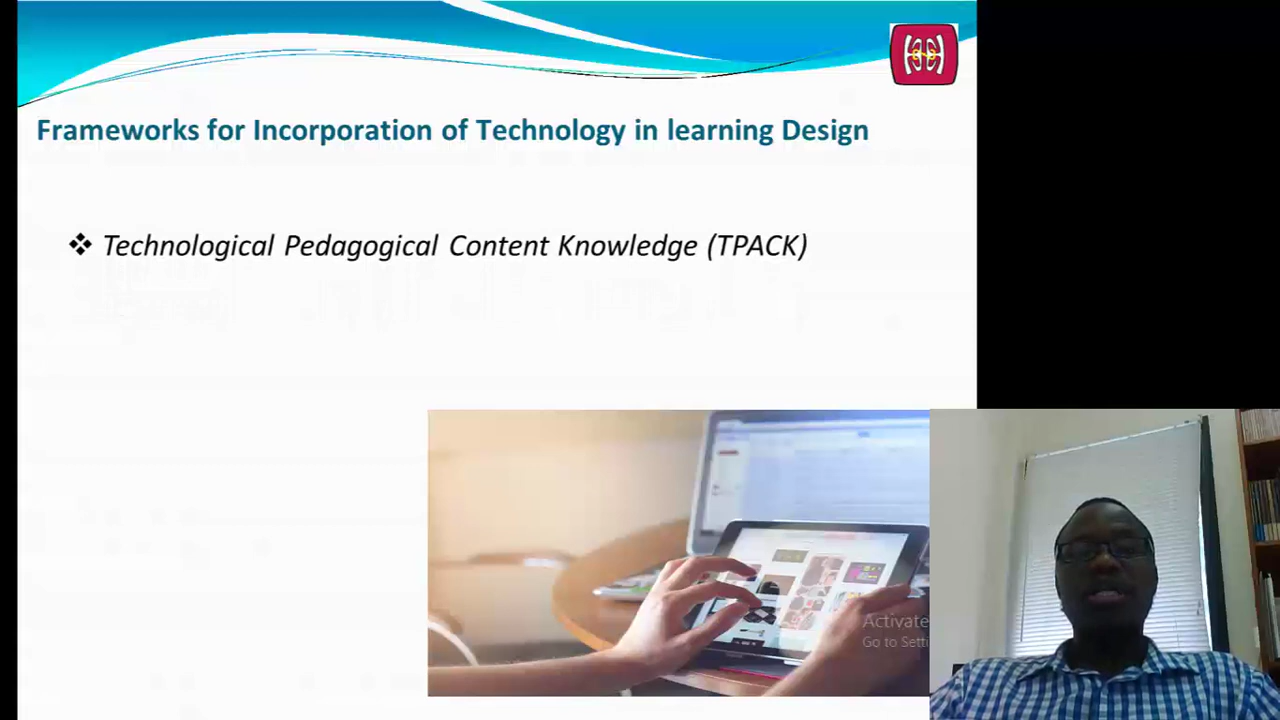 Frameworks for Incorporation of Technology in learning Design
Technological Pedagogical Content Knowledge (TPACK)
Activate
Go to Setti